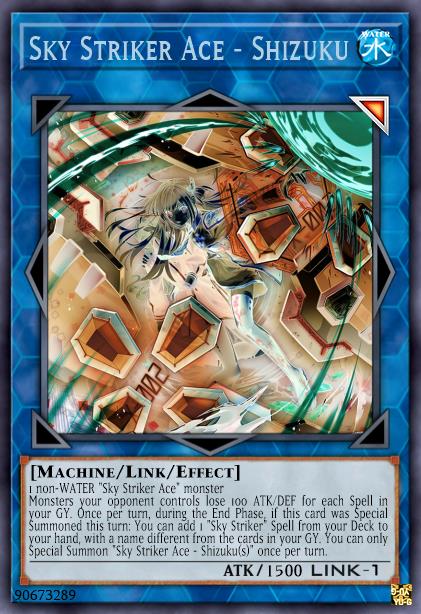 SKY STRIKER ACE - SHIZUKU
WATER
水
[MACHINE/LINK/EFFECT]
1 non-WATER "Sky Striker Ace" monster
Monsters your opponent controls lose 100 ATK/DEF for each Spell in
your GY. Once per turn, during the End Phase, if this card was Special
Summoned this turn: You can add 1 "Sky Striker" Spell from your Deck to
your hand, with a name different from the cards in your GY. You can only
Special Summon "Sky Striker Ace - Shizuku(s)" once per turn.
ATK/1500 LINK-1
90673289